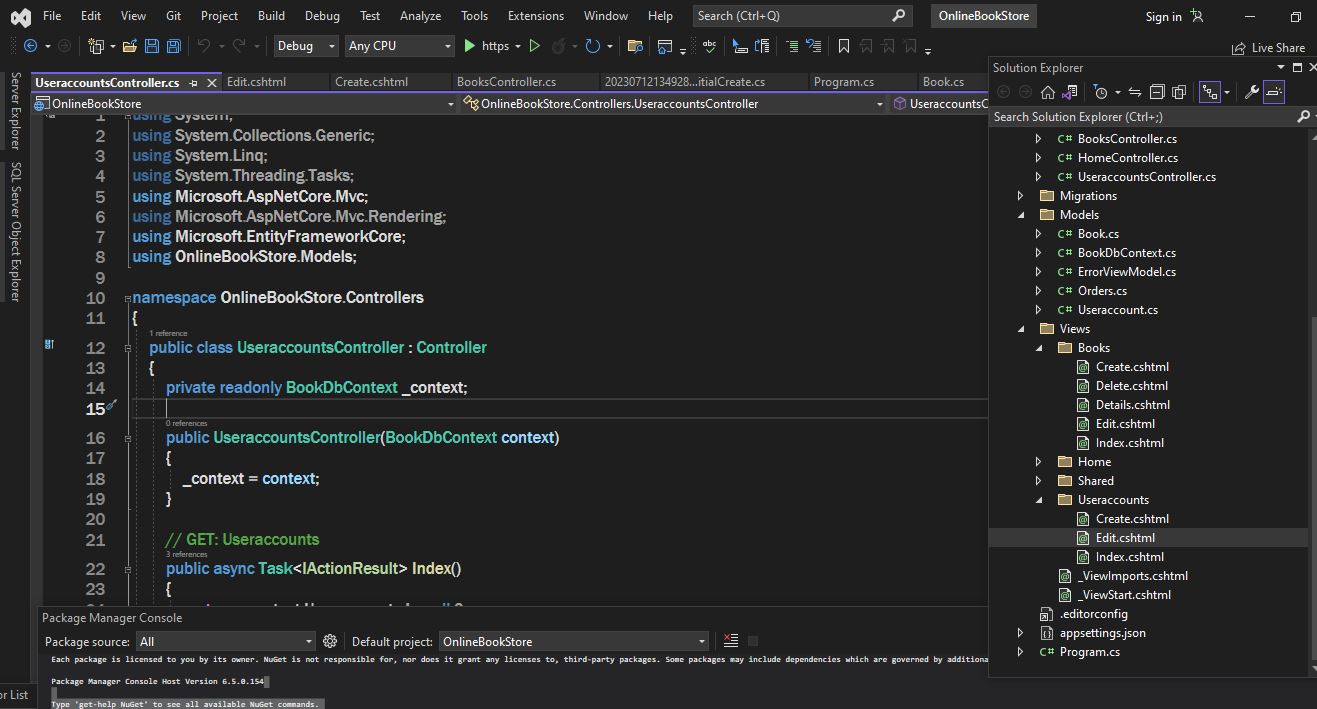 File Edit View Git Project Build Debug Test Analyze Tools Extensions Window Help Search (Ctrl+Q) OnlineBookStore Sign in
Debug Any CPU https Live Share
Server Explorer
SQL Server Object Explorer
UseraccountsController.cs Edit.cshtml Create.cshtml BooksController.cs 20230712134928...itialCreate.cs Program.cs Book.cs
OnlineBookStore OnlineBookStore.Controllers.UseraccountsController UseraccountsC
1 using System;
2 using System.Collections.Generic;
3 using System.Linq;
4 using System.Threading.Tasks;
5 using Microsoft.AspNetCore.Mvc;
6 using Microsoft.AspNetCore.Mvc.Rendering;
7 using Microsoft.EntityFrameworkCore;
8 using OnlineBookStore.Models;
9
10 namespace OnlineBookStore.Controllers
11 {
1 reference
12 public class UseraccountsController : Controller
13 {
14 private readonly BookDbContext _context;
15
0 references
16 public UseraccountsController(BookDbContext context)
17 {
18 _context = context;
19 }
20
21 // GET: Useraccounts
3 references
22 public async Task<IActionResult> Index()
23 {
Package Manager Console
Package source: All Default project: OnlineBookStore
Each package is licensed to you by its owner. NuGet is not responsible for, nor does it grant any licenses to, third-party packages. Some packages may include dependencies which are governed by additiona
Package Manager Console Host Version 6.5.0.154
Type 'get-help NuGet' to see all available NuGet commands.
or List
Solution Explorer
Search Solution Explorer (Ctrl+;)
C# BooksController.cs
C# HomeController.cs
C# UseraccountsController.cs
Migrations
Models
C# Book.cs
C# BookDbContext.cs
C# ErrorViewModel.cs
C# Orders.cs
C# Useraccount.cs
Views
Books
Create.cshtml
Delete.cshtml
Details.cshtml
Edit.cshtml
Index.cshtml
Home
Shared
Useraccounts
Create.cshtml
Edit.cshtml
Index.cshtml
_ViewImports.cshtml
_ViewStart.cshtml
.editorconfig
appsettings.json
C# Program.cs